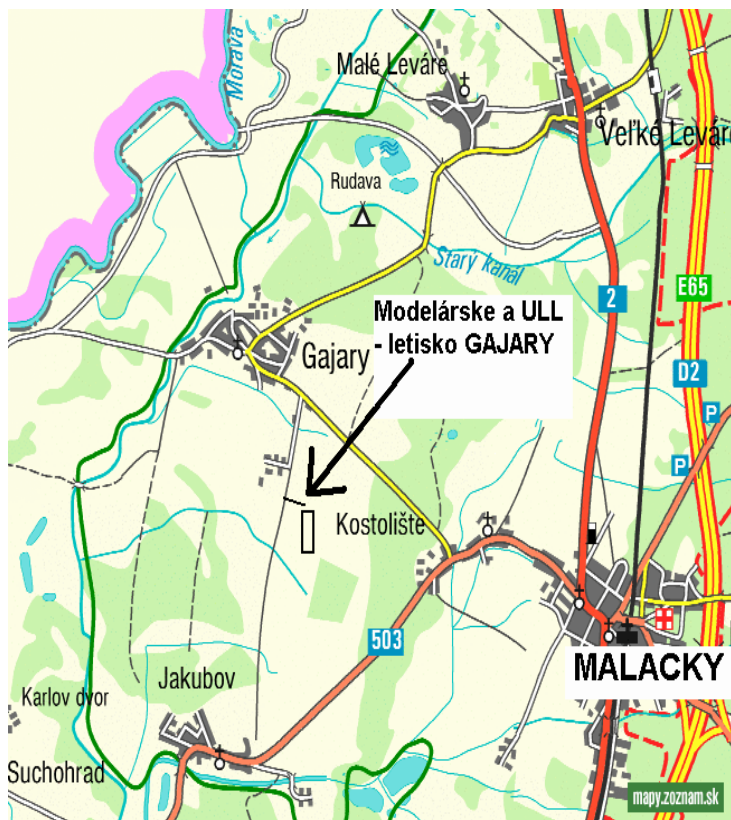 Morava
Malé Leváre
Veľké Levár
Rudava
Starý kanál
E65
2
Modelárske a ULL
- letisko GAJARY
Gajary
D2
P
P
Kostolište
503
MALACKY
Jakubov
Karlov dvor
Suchohrad
mapy.zoznam.sk